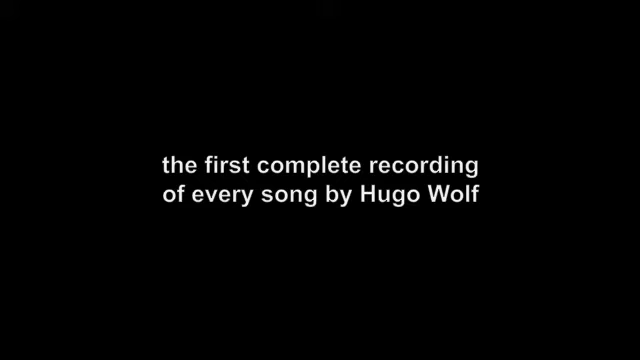 the first complete recording
of every song by Hugo Wolf